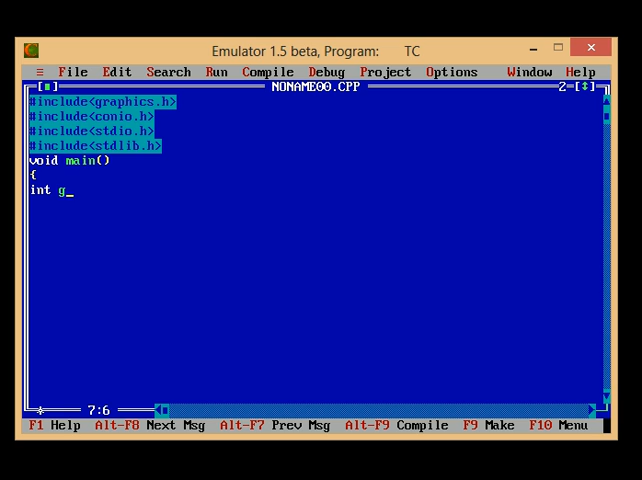 Emulator 1.5 beta, Program: TC
≡ File Edit Search Run Compile Debug Project Options Window Help
[■] NONAME00.CPP 2=[↕]
#include<graphics.h>
#include<conio.h>
#include<stdio.h>
#include<stdlib.h>
void main()
{
int g_
* 7:6
F1 Help Alt-F8 Next Msg Alt-F7 Prev Msg Alt-F9 Compile F9 Make F10 Menu